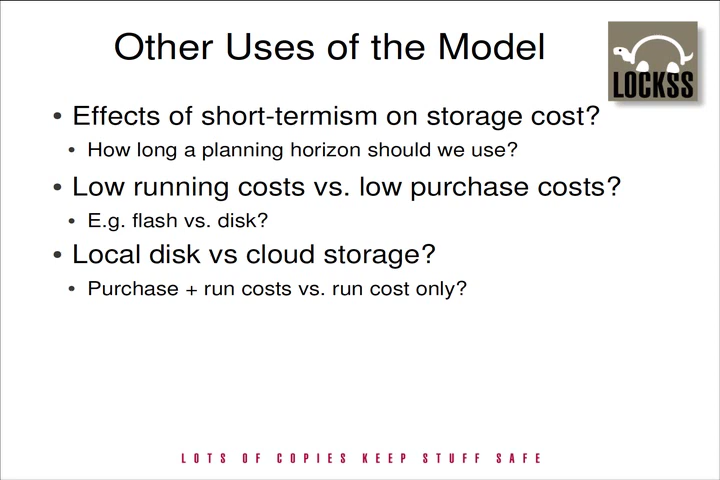 Other Uses of the Model
LOCKSS
• Effects of short-termism on storage cost?
• How long a planning horizon should we use?
• Low running costs vs. low purchase costs?
• E.g. flash vs. disk?
• Local disk vs cloud storage?
• Purchase + run costs vs. run cost only?
LOTS OF COPIES KEEP STUFF SAFE